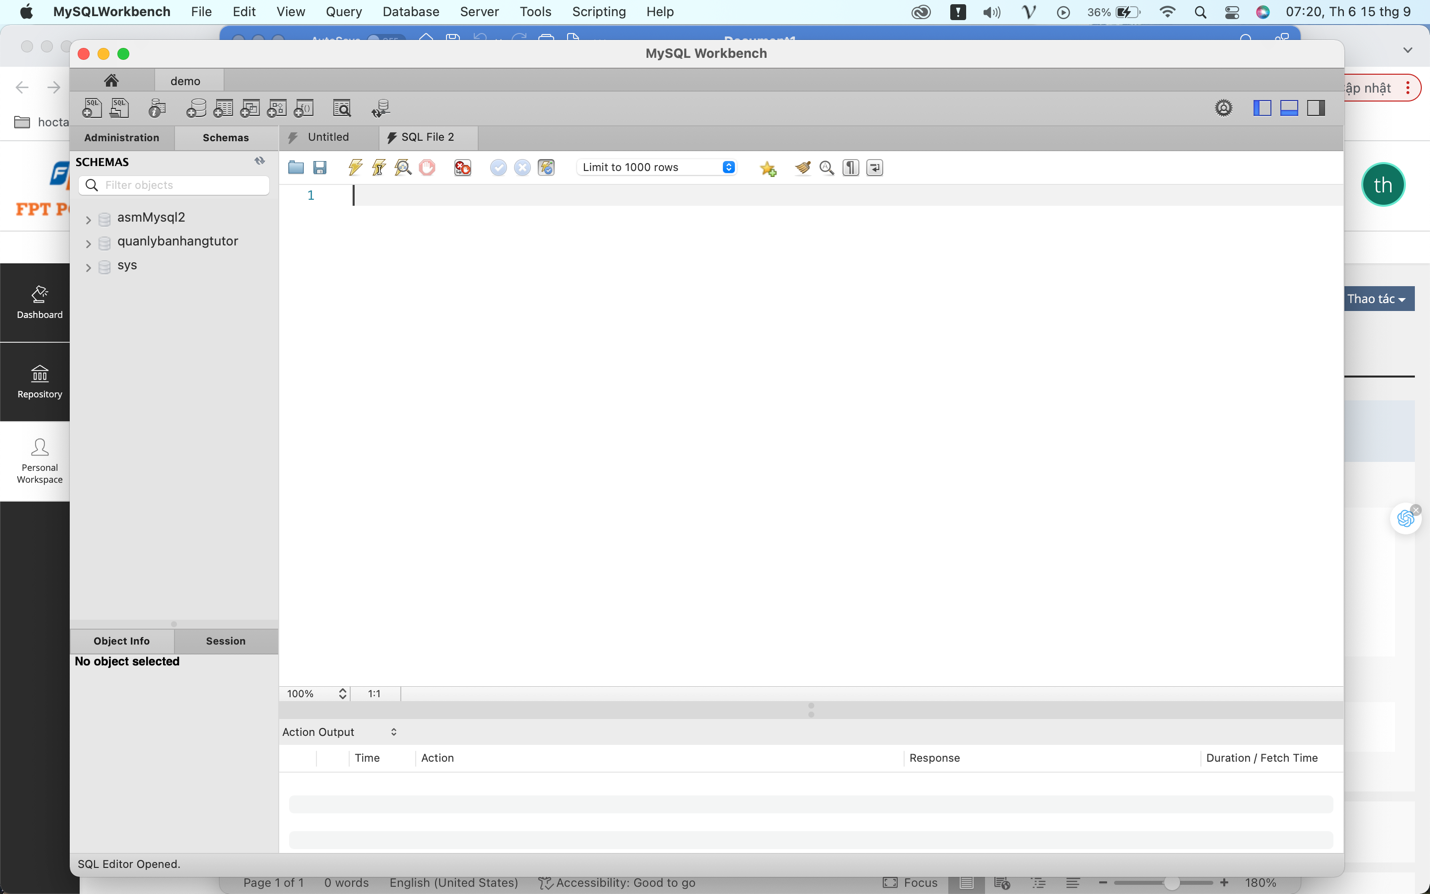 MySQLWorkbench File Edit View Query Database Server Tools Scripting Help
36% 07:20, Th 6 15 thg 9
MySQL Workbench
demo
hocta
ập nhật
Administration Schemas Untitled SQL File 2
SCHEMAS
Limit to 1000 rows
Filter objects
1
th
FPT P
asmMysql2
quanlybanhangtutor
sys
Thao tác
Dashboard
Repository
Personal
Workspace
Object Info Session
No object selected
100% 1:1
Action Output
Time Action Response Duration / Fetch Time
SQL Editor Opened.
Page 1 of 1 0 words English (United States) Accessibility: Good to go Focus 180%